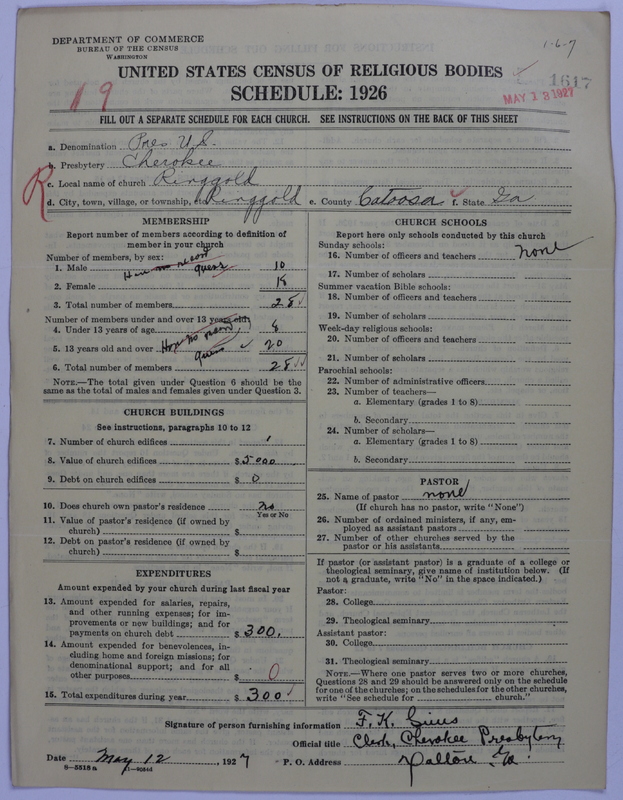 DEPARTMENT OF COMMERCE
BUREAU OF THE CENSUS
WASHINGTON
1-6-7
UNITED STATES CENSUS OF RELIGIOUS BODIES
SCHEDULE: 1926
19
1617
MAY 13 1927
FILL OUT A SEPARATE SCHEDULE FOR EACH CHURCH. SEE INSTRUCTIONS ON THE BACK OF THIS SHEET
a. Denomination Pres U.S.
b. Presbytery Cherokee
R
c. Local name of church Ringgold
d. City, town, village, or township, etc. Ringgold e. County Catoosa f. State Ga
MEMBERSHIP
Report number of members according to definition of member in your church
Number of members, by sex:
1. Male 10
Have no record guess
2. Female 18
3. Total number of members 28
Number of members under and over 13 years old:
4. Under 13 years of age 8
Have no record, guess
5. 13 years old and over 20
6. Total number of members 28
NOTE.—The total given under Question 6 should be the
same as the total of males and females given under Question 3.
CHURCH BUILDINGS
See instructions, paragraphs 10 to 12
7. Number of church edifices 1
8. Value of church edifices $5000
9. Debt on church edifices $0
10. Does church own pastor's residence no
Yes or No
11. Value of pastor's residence (if owned by
church) $
12. Debt on pastor's residence (if owned by
church) $
EXPENDITURES
Amount expended by your church during last fiscal year
13. Amount expended for salaries, repairs,
and other running expenses; for im-
provements or new buildings; and for
payments on church debt $300.
14. Amount expended for benevolences, in-
cluding home and foreign missions; for
denominational support; and for all
other purposes $0
15. Total expenditures during year $300
CHURCH SCHOOLS
Report here only schools conducted by this church
Sunday schools:
16. Number of officers and teachers none
17. Number of scholars
Summer vacation Bible schools:
18. Number of officers and teachers
19. Number of scholars
Week-day religious schools:
20. Number of officers and teachers
21. Number of scholars
Parochial schools:
22. Number of administrative officers
23. Number of teachers—
a. Elementary (grades 1 to 8)
b. Secondary
24. Number of scholars—
a. Elementary (grades 1 to 8)
b. Secondary
PASTOR
25. Name of pastor none
(If church has no pastor, write "None")
26. Number of ordained ministers, if any, em-
ployed as assistant pastors
27. Number of other churches served by the
pastor or his assistants
If pastor (or assistant pastor) is a graduate of a college or
theological seminary, give name of institution below. (If
not a graduate, write "No" in the space indicated.)
Pastor:
28. College
29. Theological seminary
Assistant pastor:
30. College
31. Theological seminary
NOTE.—Where one pastor serves two or more churches,
Questions 28 and 29 should be answered only on the schedule
for one of the churches; on the schedules for the other churches,
write "See schedule for church."
Signature of person furnishing information F. K. Sims
Official title Clerk, Cherokee Presbytery
Date May 12, 1927 P. O. Address Dalton Ga.